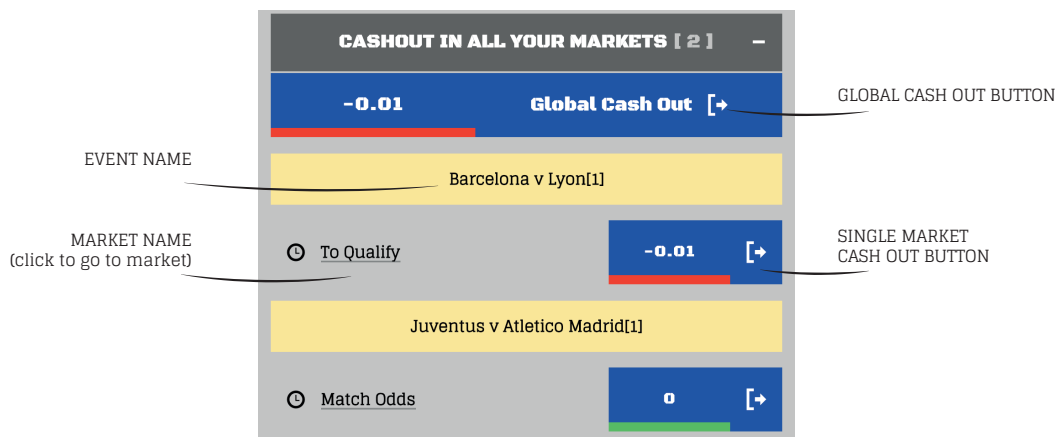 CASHOUT IN ALL YOUR MARKETS [ 2 ] –
-0.01 Global Cash Out
GLOBAL CASH OUT BUTTON
EVENT NAME
Barcelona v Lyon[1]
MARKET NAME
(click to go to market)
To Qualify
-0.01
SINGLE MARKET
CASH OUT BUTTON
Juventus v Atletico Madrid[1]
Match Odds
0